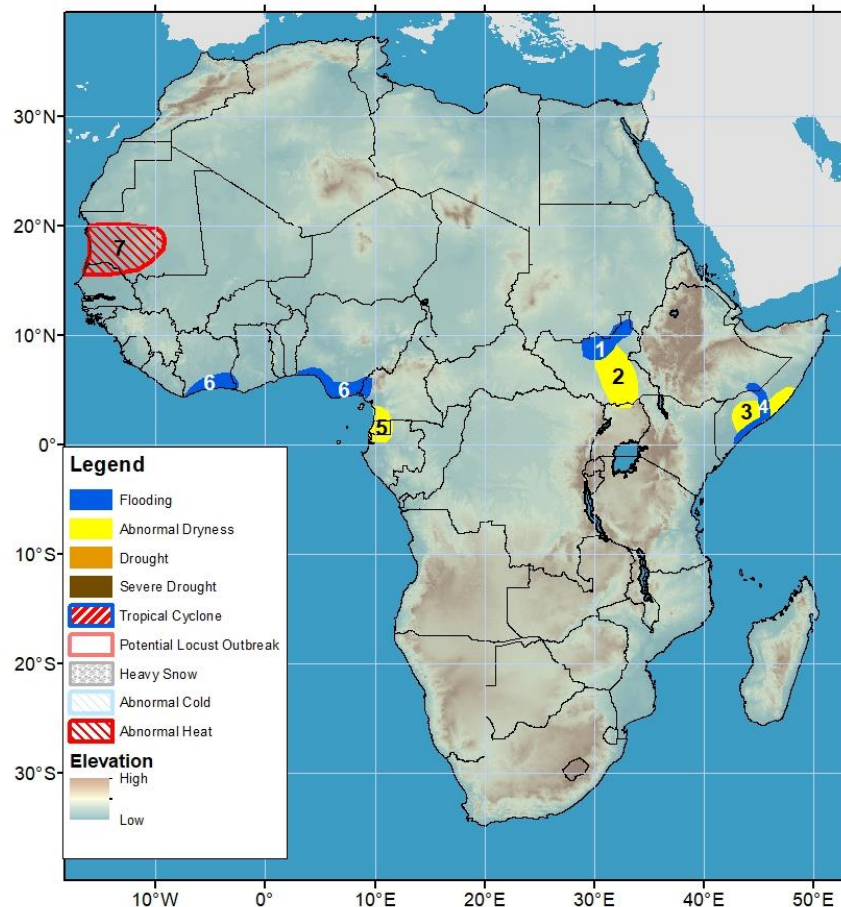 30°N
20°N
10°N
0°
10°S
20°S
30°S
7
6
6
5
1
2
3
4
Legend
Flooding
Abnormal Dryness
Drought
Severe Drought
Tropical Cyclone
Potential Locust Outbreak
Heavy Snow
Abnormal Cold
Abnormal Heat
Elevation
High
Low
10°W
0°
10°E
20°E
30°E
40°E
50°E